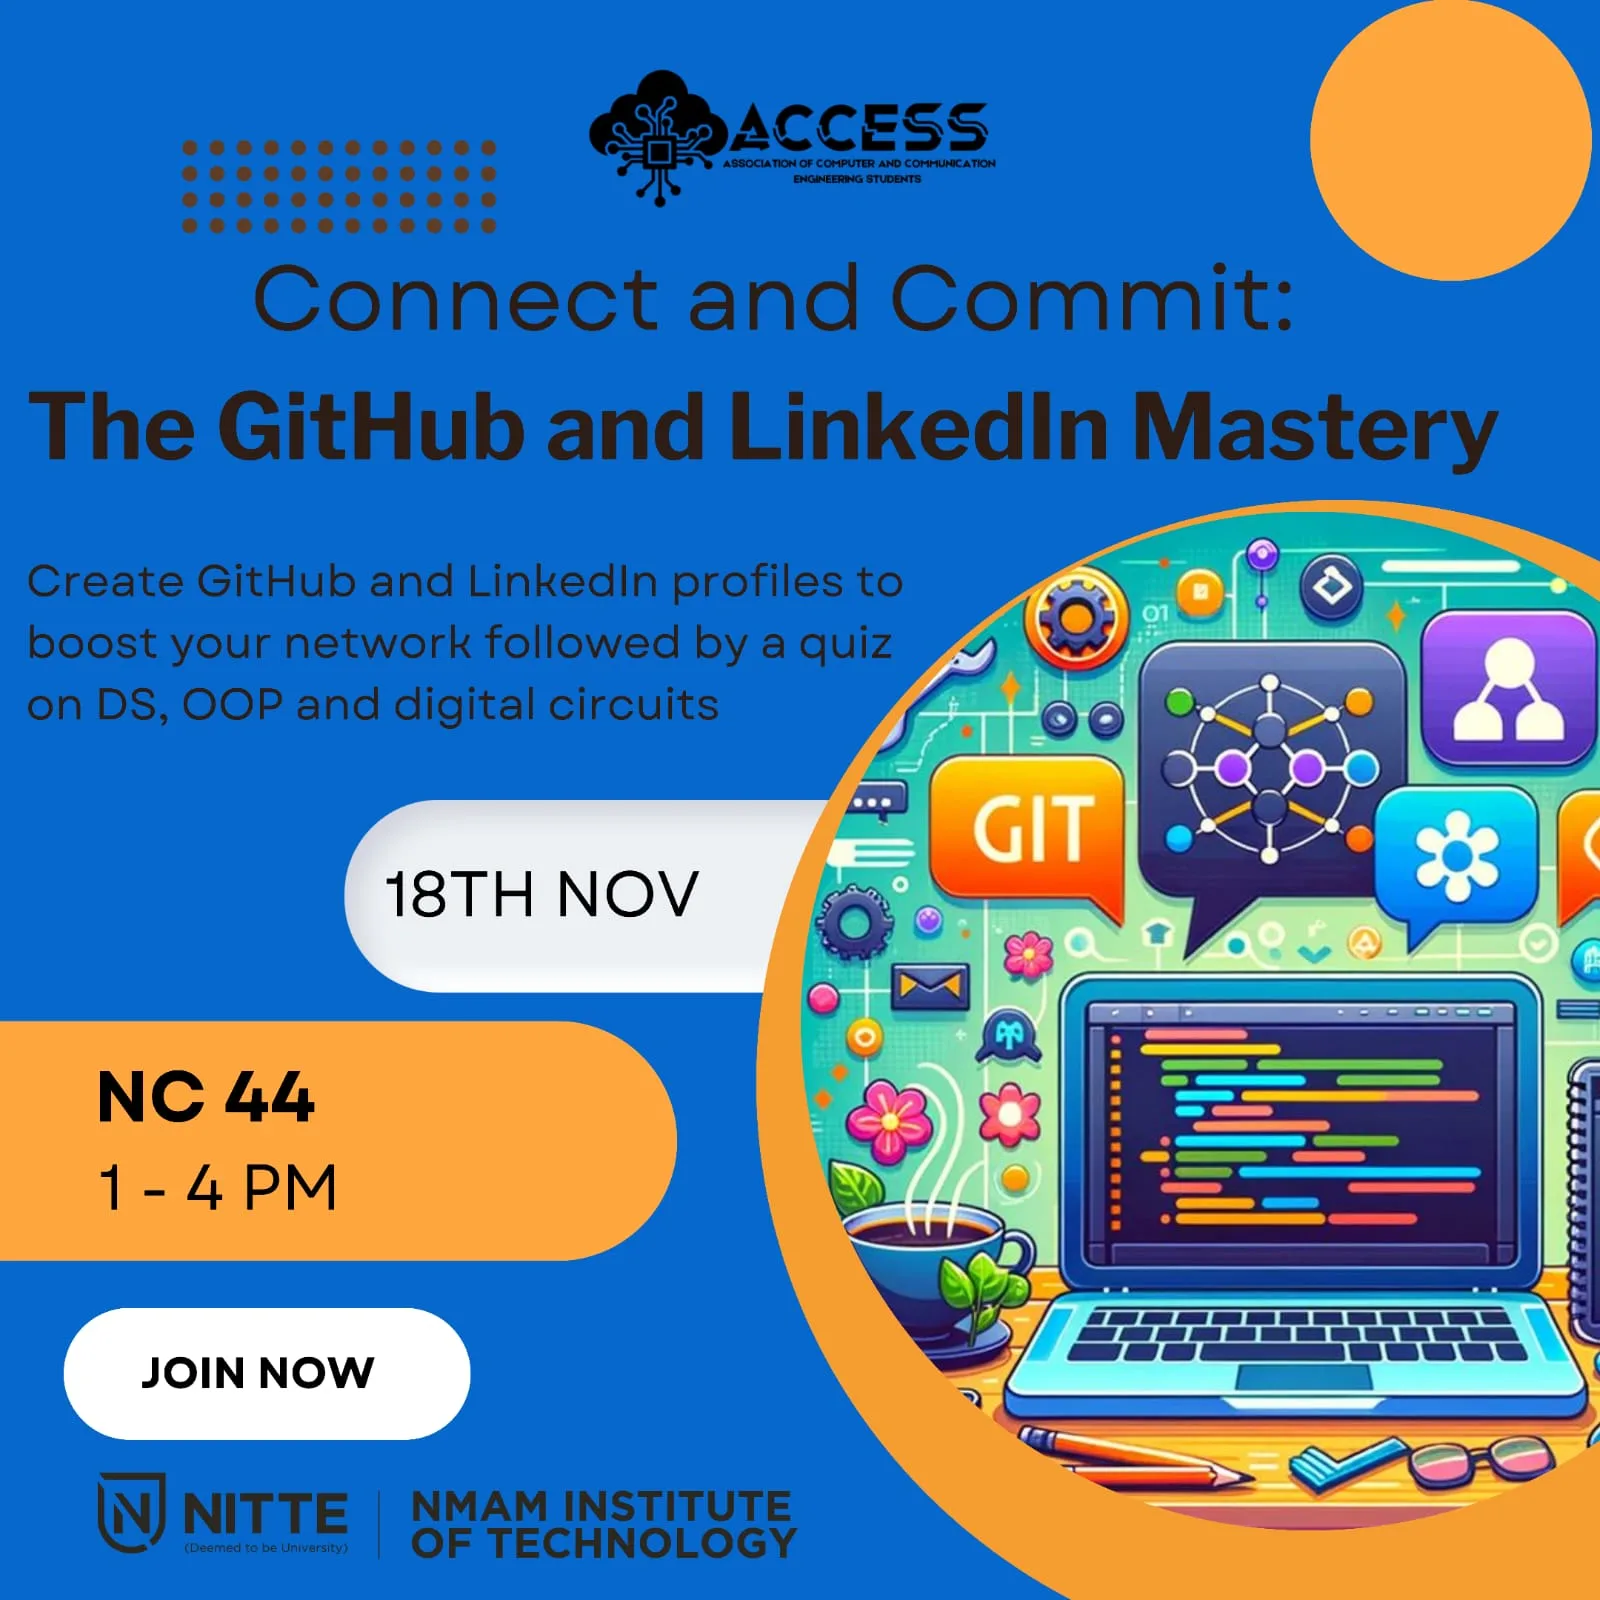 ACCESS
ASSOCIATION OF COMPUTER AND COMMUNICATION
ENGINEERING STUDENTS
Connect and Commit:
The GitHub and LinkedIn Mastery
Create GitHub and LinkedIn profiles to
boost your network followed by a quiz
on DS, OOP and digital circuits
01
GIT
18TH NOV
NC 44
1 - 4 PM
JOIN NOW
N NITTE
(Deemed to be University)
NMAM INSTITUTE
OF TECHNOLOGY